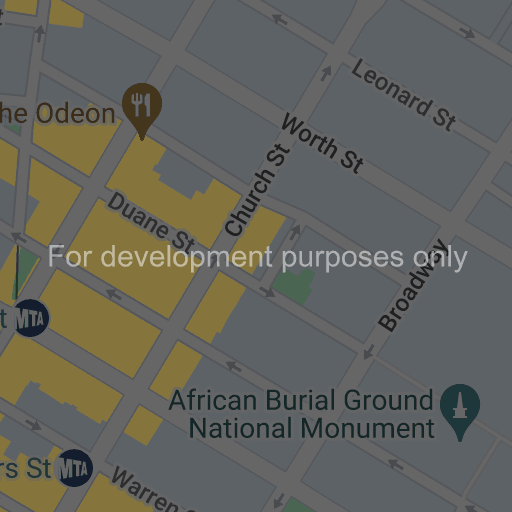 Leonard St
he Odeon
Worth St
Church St
Duane St
For development purposes only
Broadway
t
MTA
African Burial Ground
National Monument
rs St
MTA
Warren S